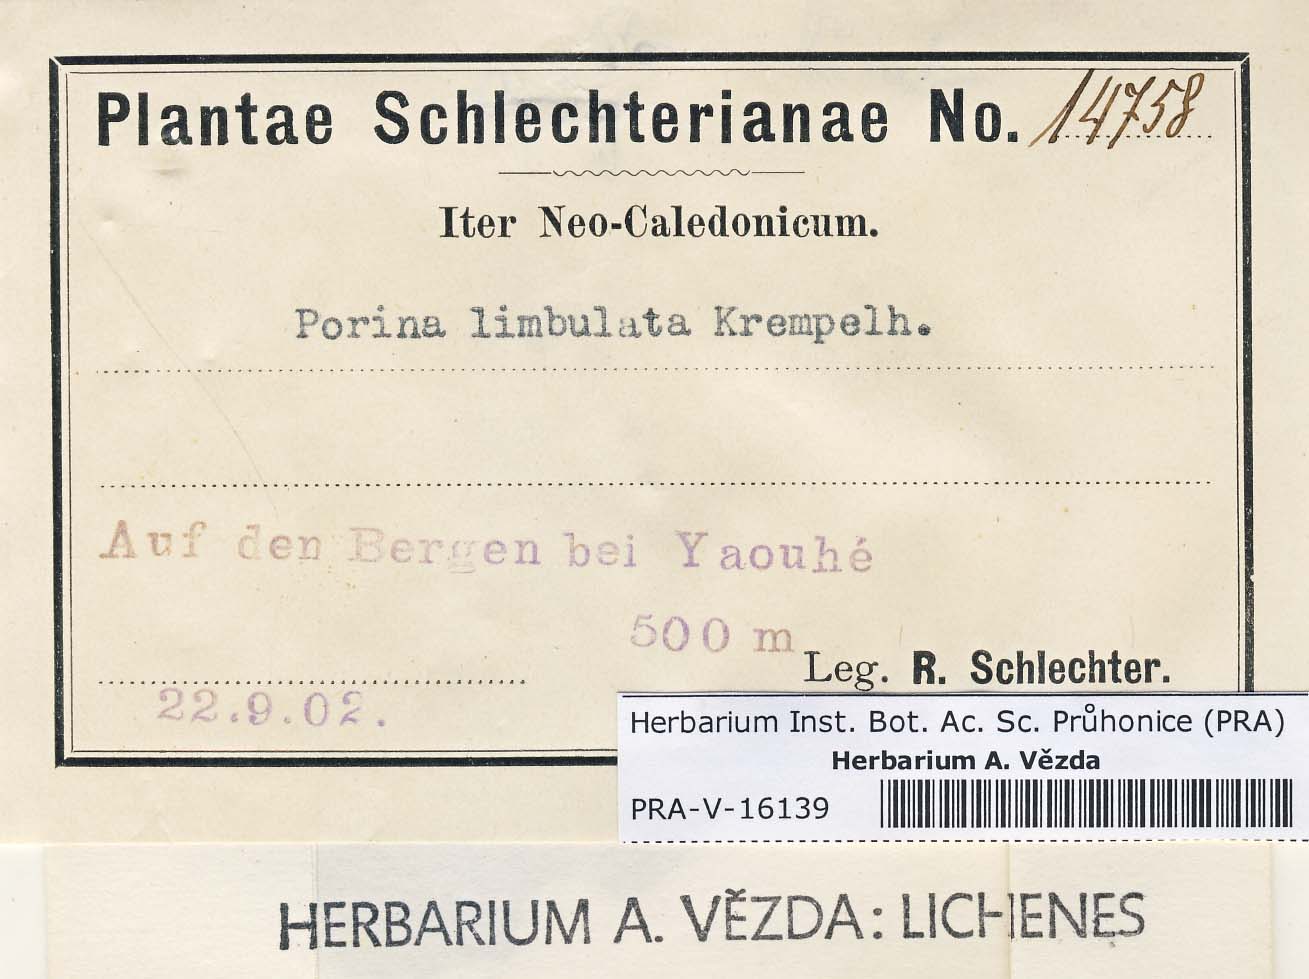 Plantae Schlechterianae No. 14758
Iter Neo-Caledonicum.
Porina limbulata Krempelh.
Auf den Bergen bei Yaouhé
500 m
Leg. R. Schlechter.
22.9.02.
Herbarium Inst. Bot. Ac. Sc. Průhonice (PRA)
Herbarium A. Vězda
PRA-V-16139
HERBARIUM A. VĚZDA: LICHENES